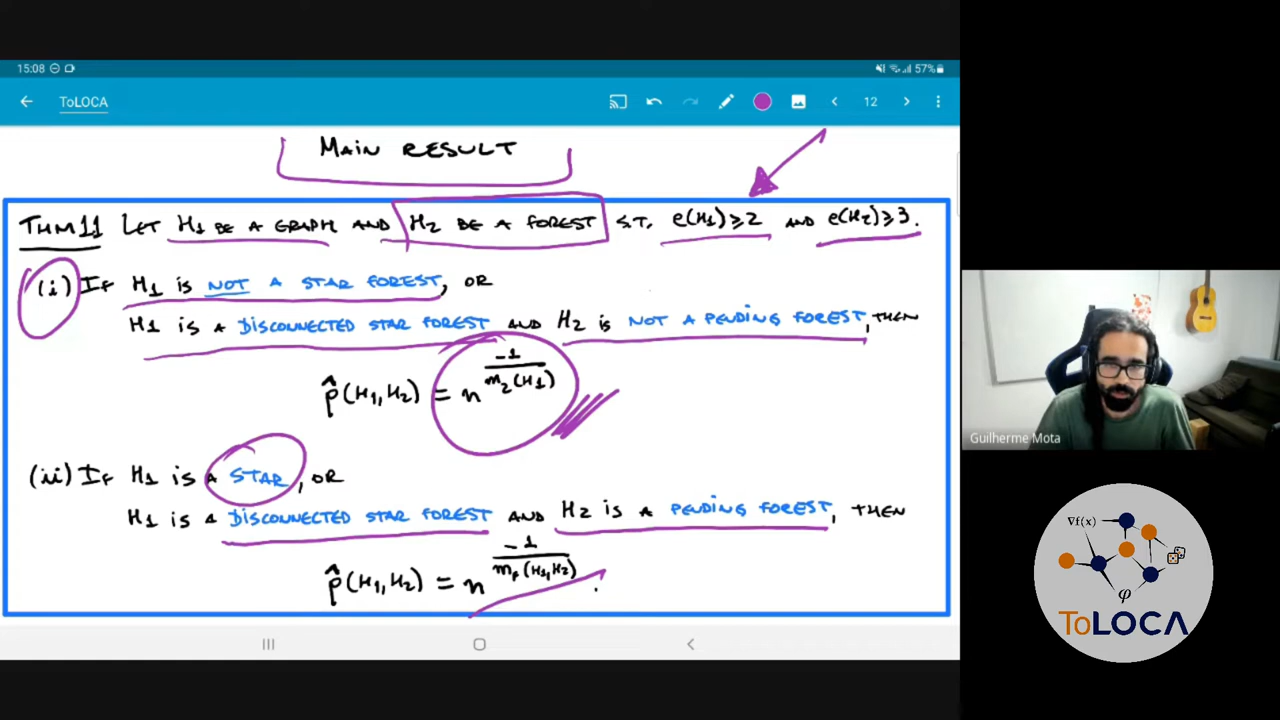 15:08
57%
ToLOCA
12
MAIN RESULT
THM11 LET H1 BE A GRAPH AND H2 BE A FOREST S.T. e(H1)≥2 AND e(H2)≥3.
(i) IF H1 IS NOT A STAR FOREST, OR
H1 IS A DISCONNECTED STAR FOREST AND H2 IS NOT A PENDING FOREST, THEN
p̂(H1,H2) = n^{-1/m2(H1)}
(ii) IF H1 IS A STAR, OR
H1 IS A DISCONNECTED STAR FOREST AND H2 IS A PENDING FOREST, THEN
p̂(H1,H2) = n^{-1/mF(H1,H2)}.
Guilherme Mota
∇f(x)
φ
ToLOCA